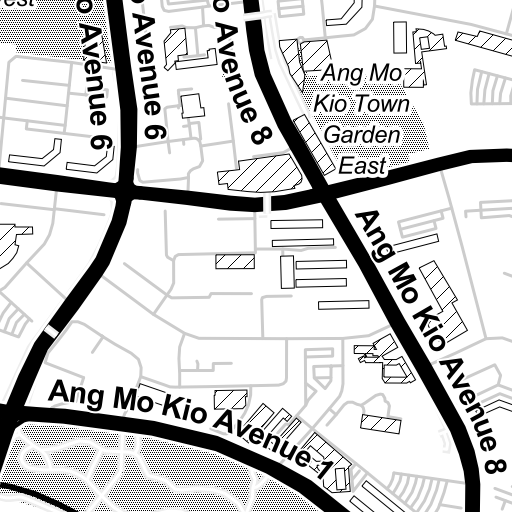 est
o Avenue 6
o Avenue 6
o Avenue 8
Ang Mo
Kio Town
Garden
East
Ang Mo Kio Avenue 8
Ang Mo Kio Avenue 1